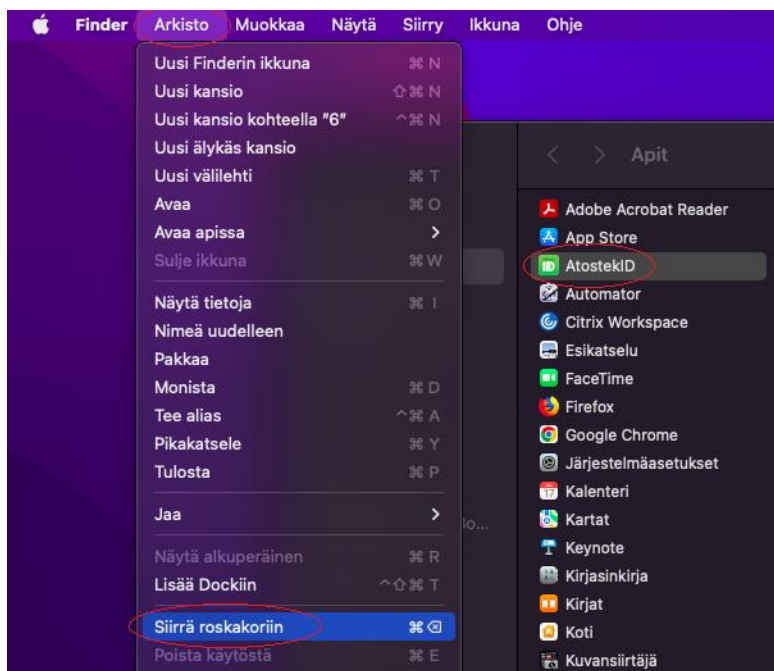 Finder Arkisto Muokkaa Näytä Siirry Ikkuna Ohje
Uusi Finderin ikkuna ⌘ N
Uusi kansio ⇧⌘ N
Uusi kansio kohteella "6" ^⌘ N
Uusi älykäs kansio
Uusi välilehti ⌘ T
Avaa ⌘ O
Avaa apissa >
Sulje ikkuna ⌘ W
Näytä tietoja ⌘ I
Nimeä uudelleen
Pakkaa
Monista ⌘ D
Tee alias ^⌘ A
Pikakatsele ⌘ Y
Tulosta ⌘ P
Jaa >
Näytä alkuperäinen ⌘ R
Lisää Dockiin ^⇧⌘ T
Siirrä roskakoriin ⌘⌫
Poista käytöstä ⌘ E
< > Apit
Adobe Acrobat Reader
App Store
AtostekID
Automator
Citrix Workspace
Esikatselu
FaceTime
Firefox
Google Chrome
Järjestelmäasetukset
Kalenteri
Kartat
Keynote
Kirjasinkirja
Kirjat
Koti
Kuvansiirtäjä